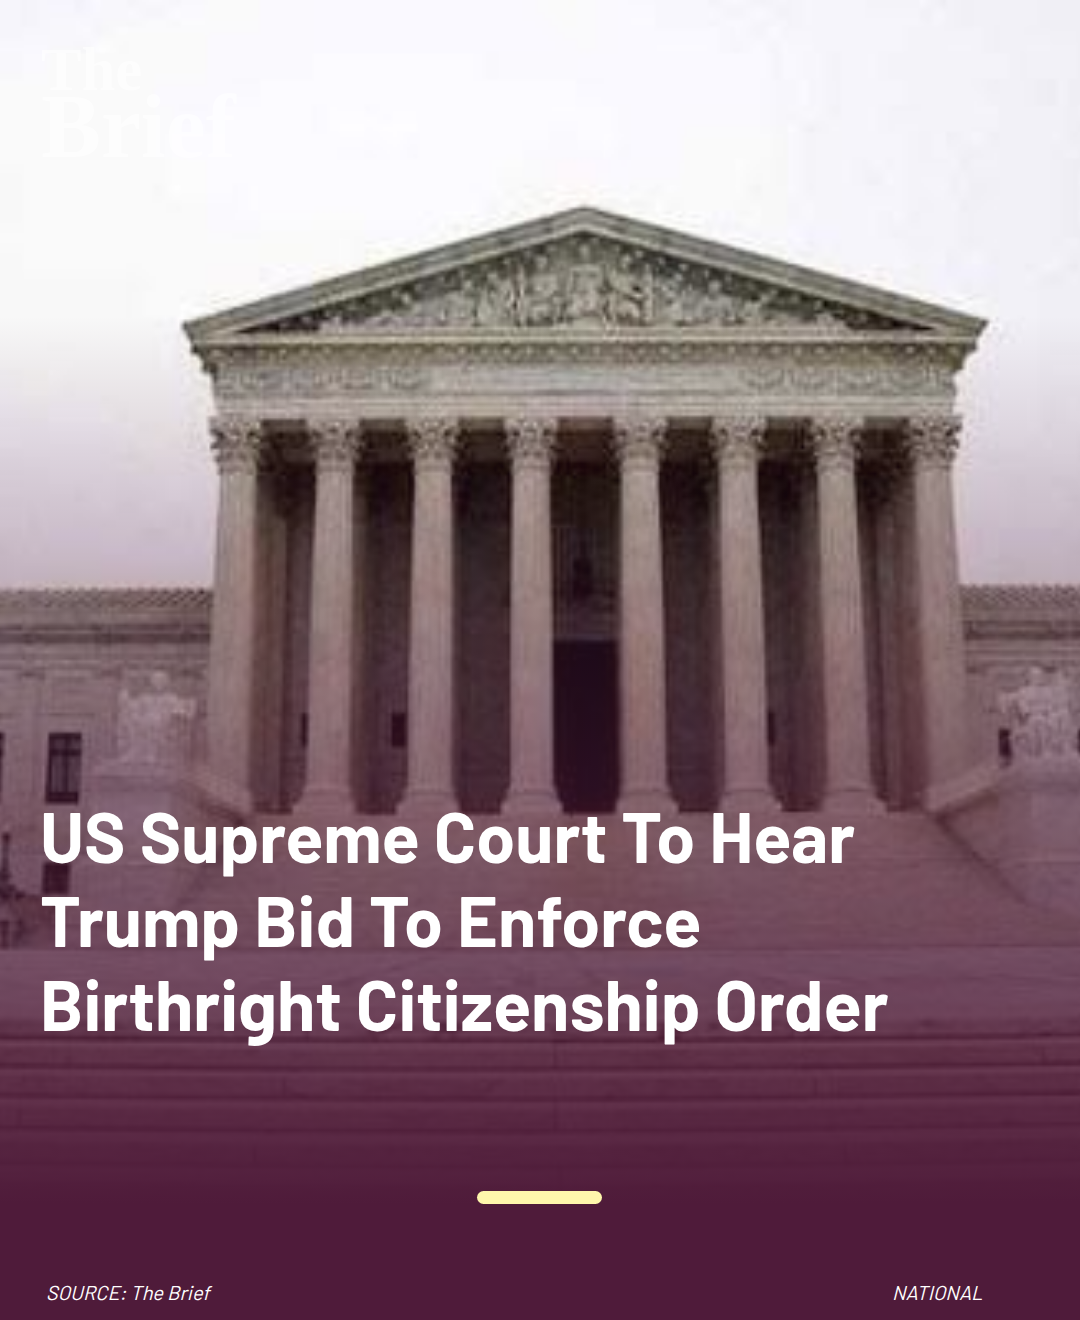 The
Brief
US Supreme Court To Hear
Trump Bid To Enforce
Birthright Citizenship Order
SOURCE: The Brief
NATIONAL